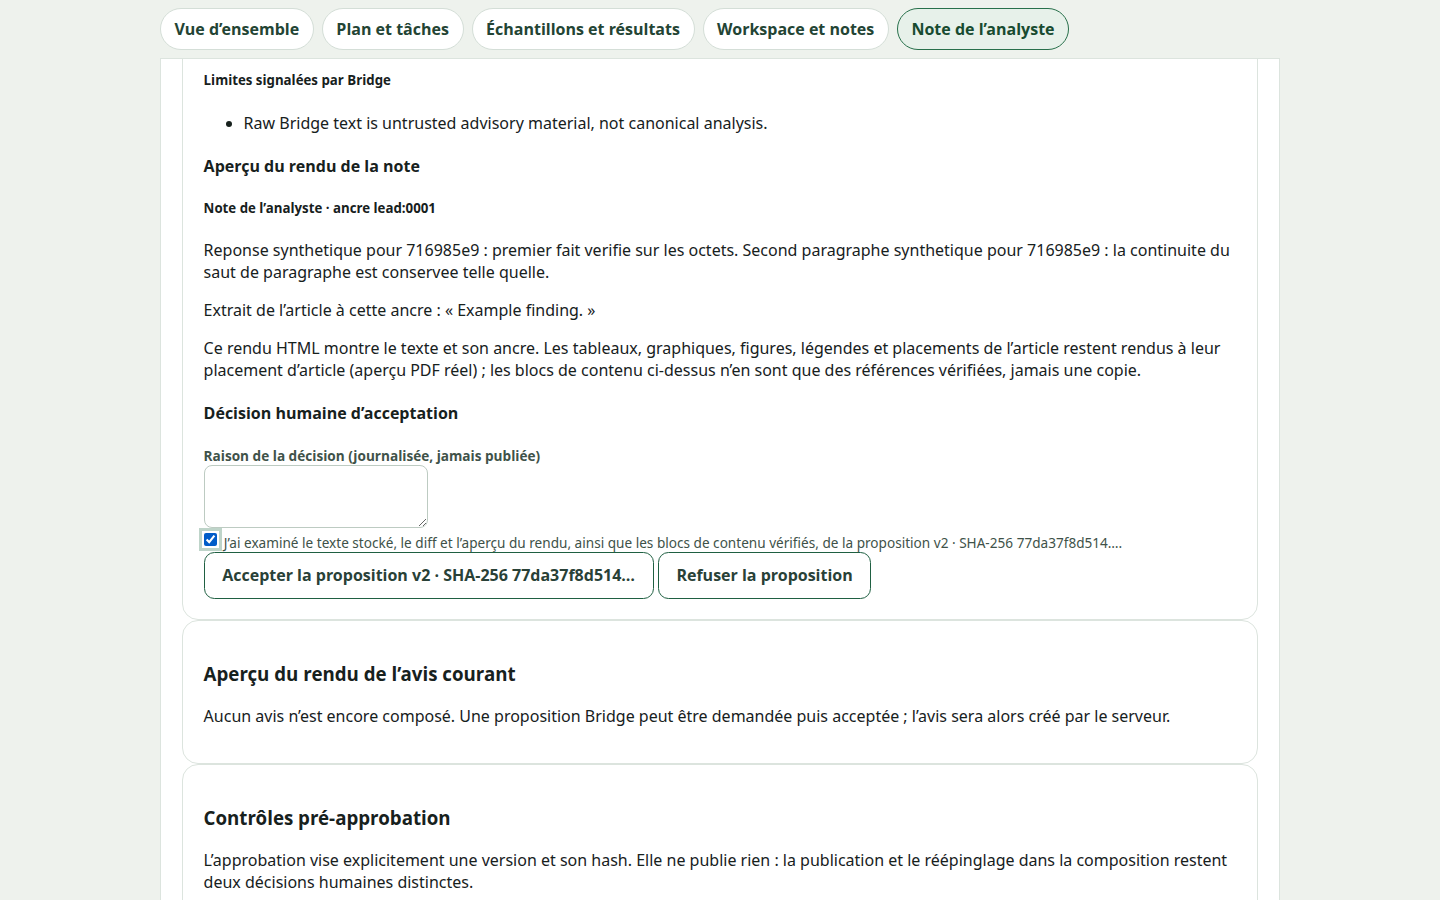 Vue d’ensemble
Plan et tâches
Échantillons et résultats
Workspace et notes
Note de l’analyste
Limites signalées par Bridge
Raw Bridge text is untrusted advisory material, not canonical analysis.
Aperçu du rendu de la note
Note de l’analyste · ancre lead:0001
Reponse synthetique pour 716985e9 : premier fait verifie sur les octets. Second paragraphe synthetique pour 716985e9 : la continuite du
saut de paragraphe est conservee telle quelle.
Extrait de l’article à cette ancre : « Example finding. »
Ce rendu HTML montre le texte et son ancre. Les tableaux, graphiques, figures, légendes et placements de l’article restent rendus à leur
placement d’article (aperçu PDF réel) ; les blocs de contenu ci-dessus n’en sont que des références vérifiées, jamais une copie.
Décision humaine d’acceptation
Raison de la décision (journalisée, jamais publiée)
J’ai examiné le texte stocké, le diff et l’aperçu du rendu, ainsi que les blocs de contenu vérifiés, de la proposition v2 · SHA-256 77da37f8d514….
Accepter la proposition v2 · SHA-256 77da37f8d514…
Refuser la proposition
Aperçu du rendu de l’avis courant
Aucun avis n’est encore composé. Une proposition Bridge peut être demandée puis acceptée ; l’avis sera alors créé par le serveur.
Contrôles pré-approbation
L’approbation vise explicitement une version et son hash. Elle ne publie rien : la publication et le réépinglage dans la composition restent
deux décisions humaines distinctes.